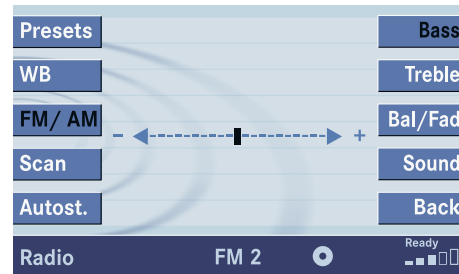 Presets
Bass
WB
Treble
FM/ AM
Bal/Fad
- +
Scan
Sound
Autost.
Back
Radio FM 2 Ready